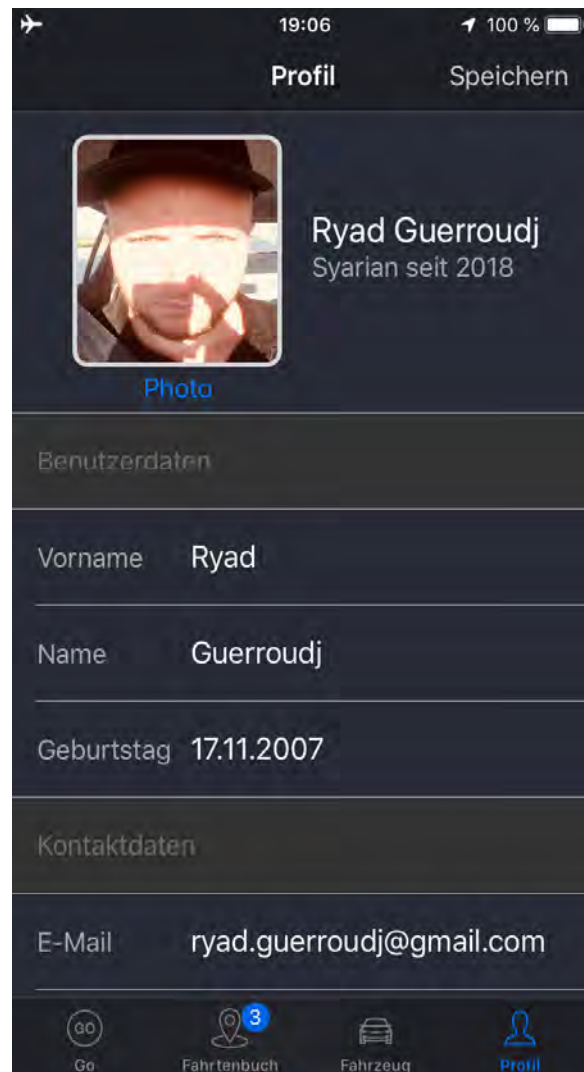 19:06
100 %
Profil
Speichern
Ryad Guerroudj
Syarian seit 2018
Photo
Benutzerdaten
Vorname Ryad
Name Guerroudj
Geburtstag 17.11.2007
Kontaktdaten
E-Mail ryad.guerroudj@gmail.com
GO
3
Go
Fahrtenbuch
Fahrzeug
Profil